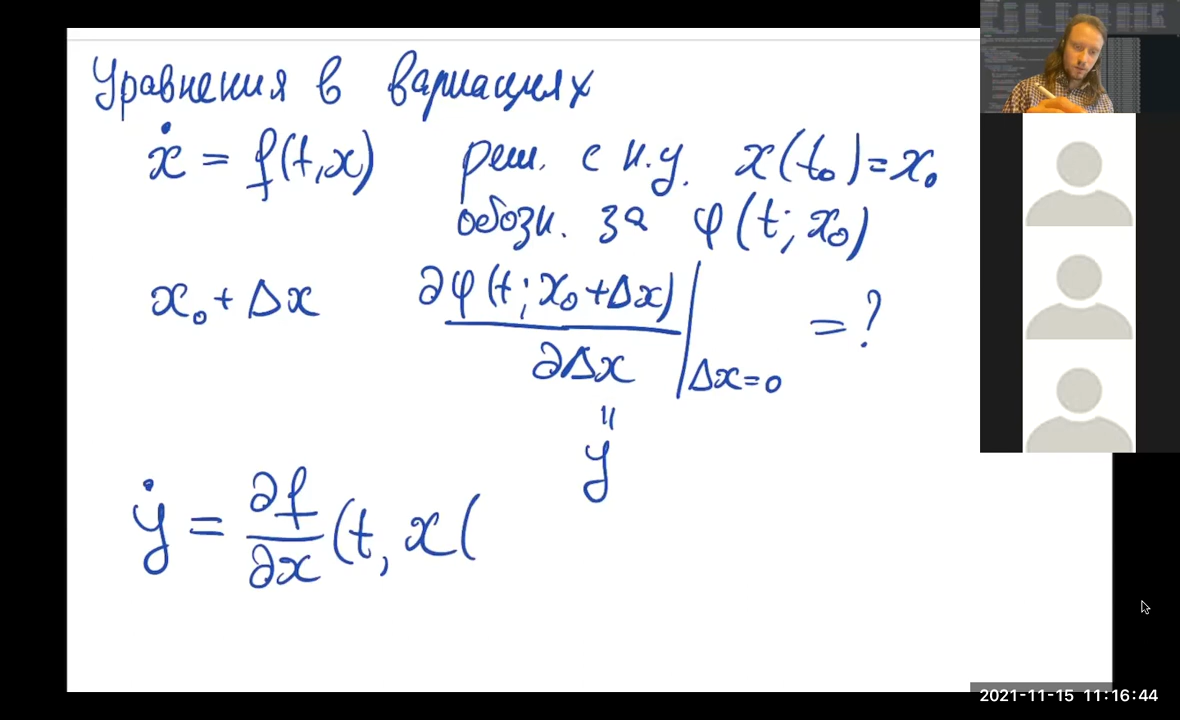 Уравнения в вариациях
ẋ = f(t,x) реш. с н.у. x(t₀)=x₀
обозн. за φ(t; x₀)
x₀ + Δx ∂φ(t; x₀+Δx) / ∂Δx |Δx=0 = ?
"
y
ẏ = ∂f/∂x (t, x(
2021-11-15 11:16:44